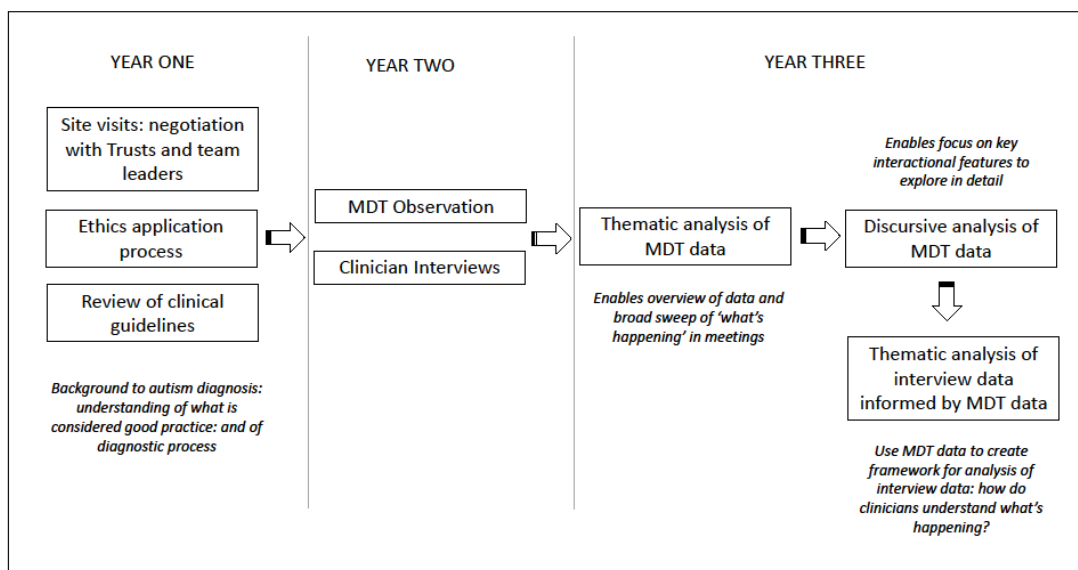 YEAR ONE
Site visits: negotiation
with Trusts and team
leaders
Ethics application
process
Review of clinical
guidelines
Background to autism diagnosis:
understanding of what is
considered good practice: and of
diagnostic process
YEAR TWO
MDT Observation
Clinician Interviews
YEAR THREE
Thematic analysis of
MDT data
Enables overview of data and
broad sweep of ‘what’s
happening’ in meetings
Enables focus on key
interactional features to
explore in detail
Discursive analysis of
MDT data
Thematic analysis of
interview data
informed by MDT data
Use MDT data to create
framework for analysis of
interview data: how do
clinicians understand what’s
happening?